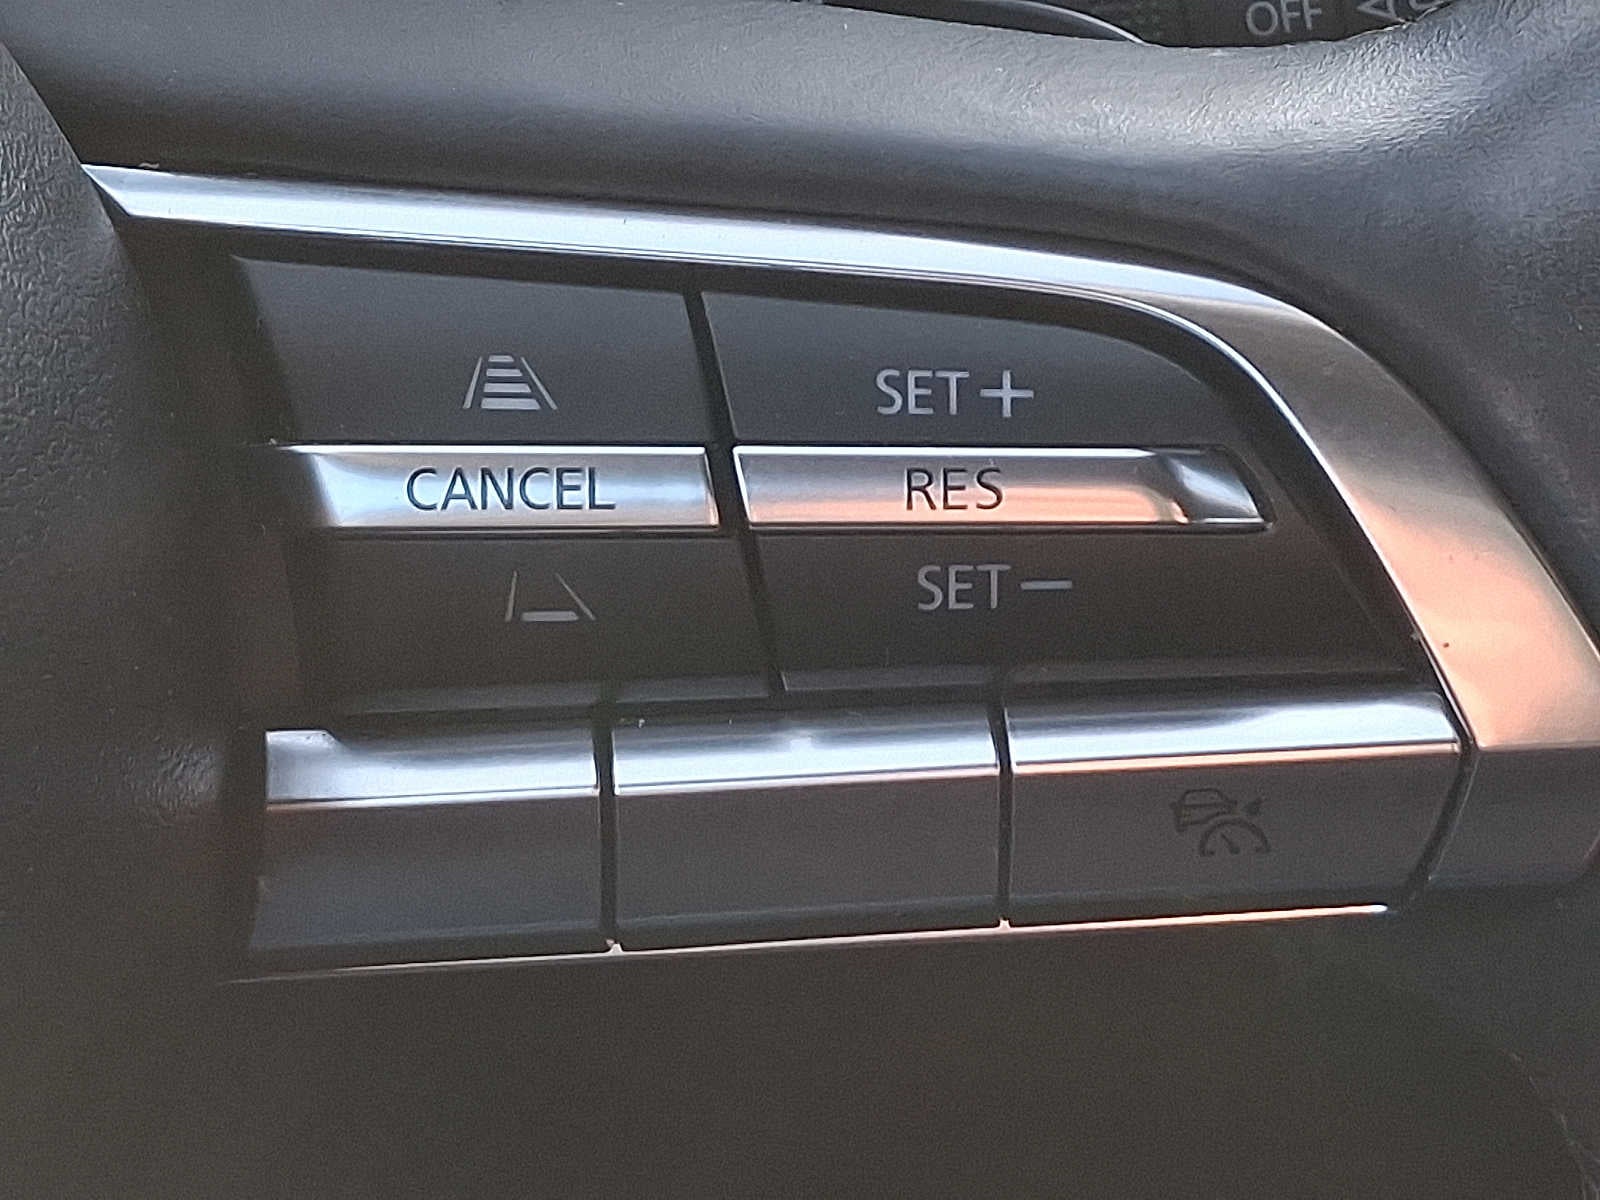 OFF
SET +
CANCEL RES
SET -